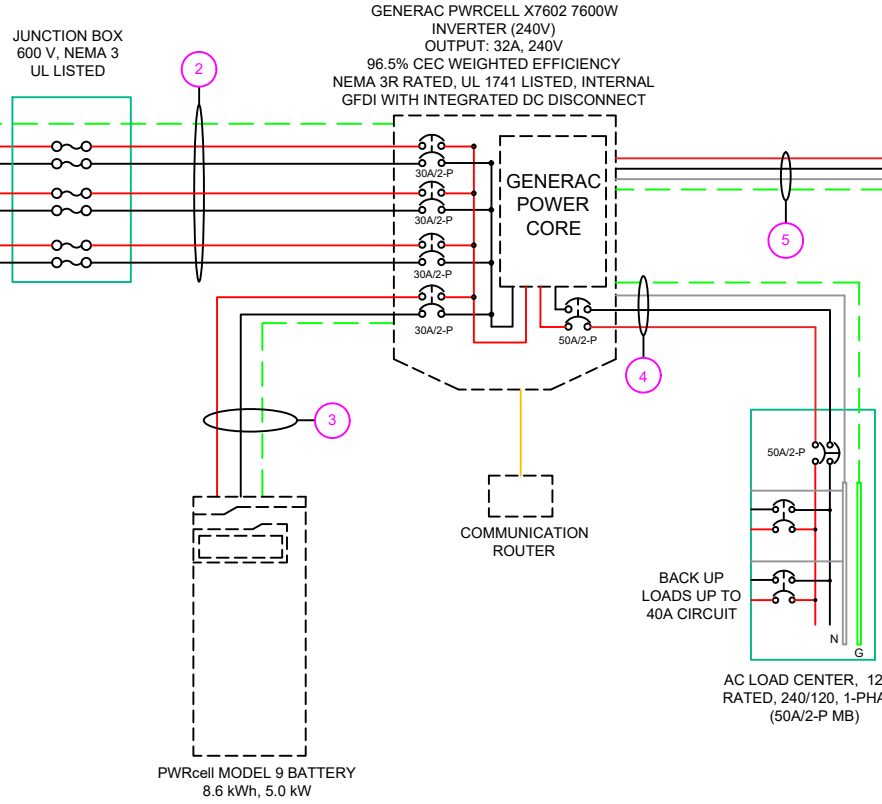 GENERAC PWRCELL X7602 7600W
INVERTER (240V)
OUTPUT: 32A, 240V
96.5% CEC WEIGHTED EFFICIENCY
NEMA 3R RATED, UL 1741 LISTED, INTERNAL
GFDI WITH INTEGRATED DC DISCONNECT
JUNCTION BOX
600 V, NEMA 3
UL LISTED
2
30A/2-P
30A/2-P
30A/2-P
30A/2-P
GENERAC
POWER
CORE
5
50A/2-P
4
3
50A/2-P
COMMUNICATION
ROUTER
BACK UP
LOADS UP TO
40A CIRCUIT
N
G
AC LOAD CENTER, 12
RATED, 240/120, 1-PHA
(50A/2-P MB)
PWRcell MODEL 9 BATTERY
8.6 kWh, 5.0 kW